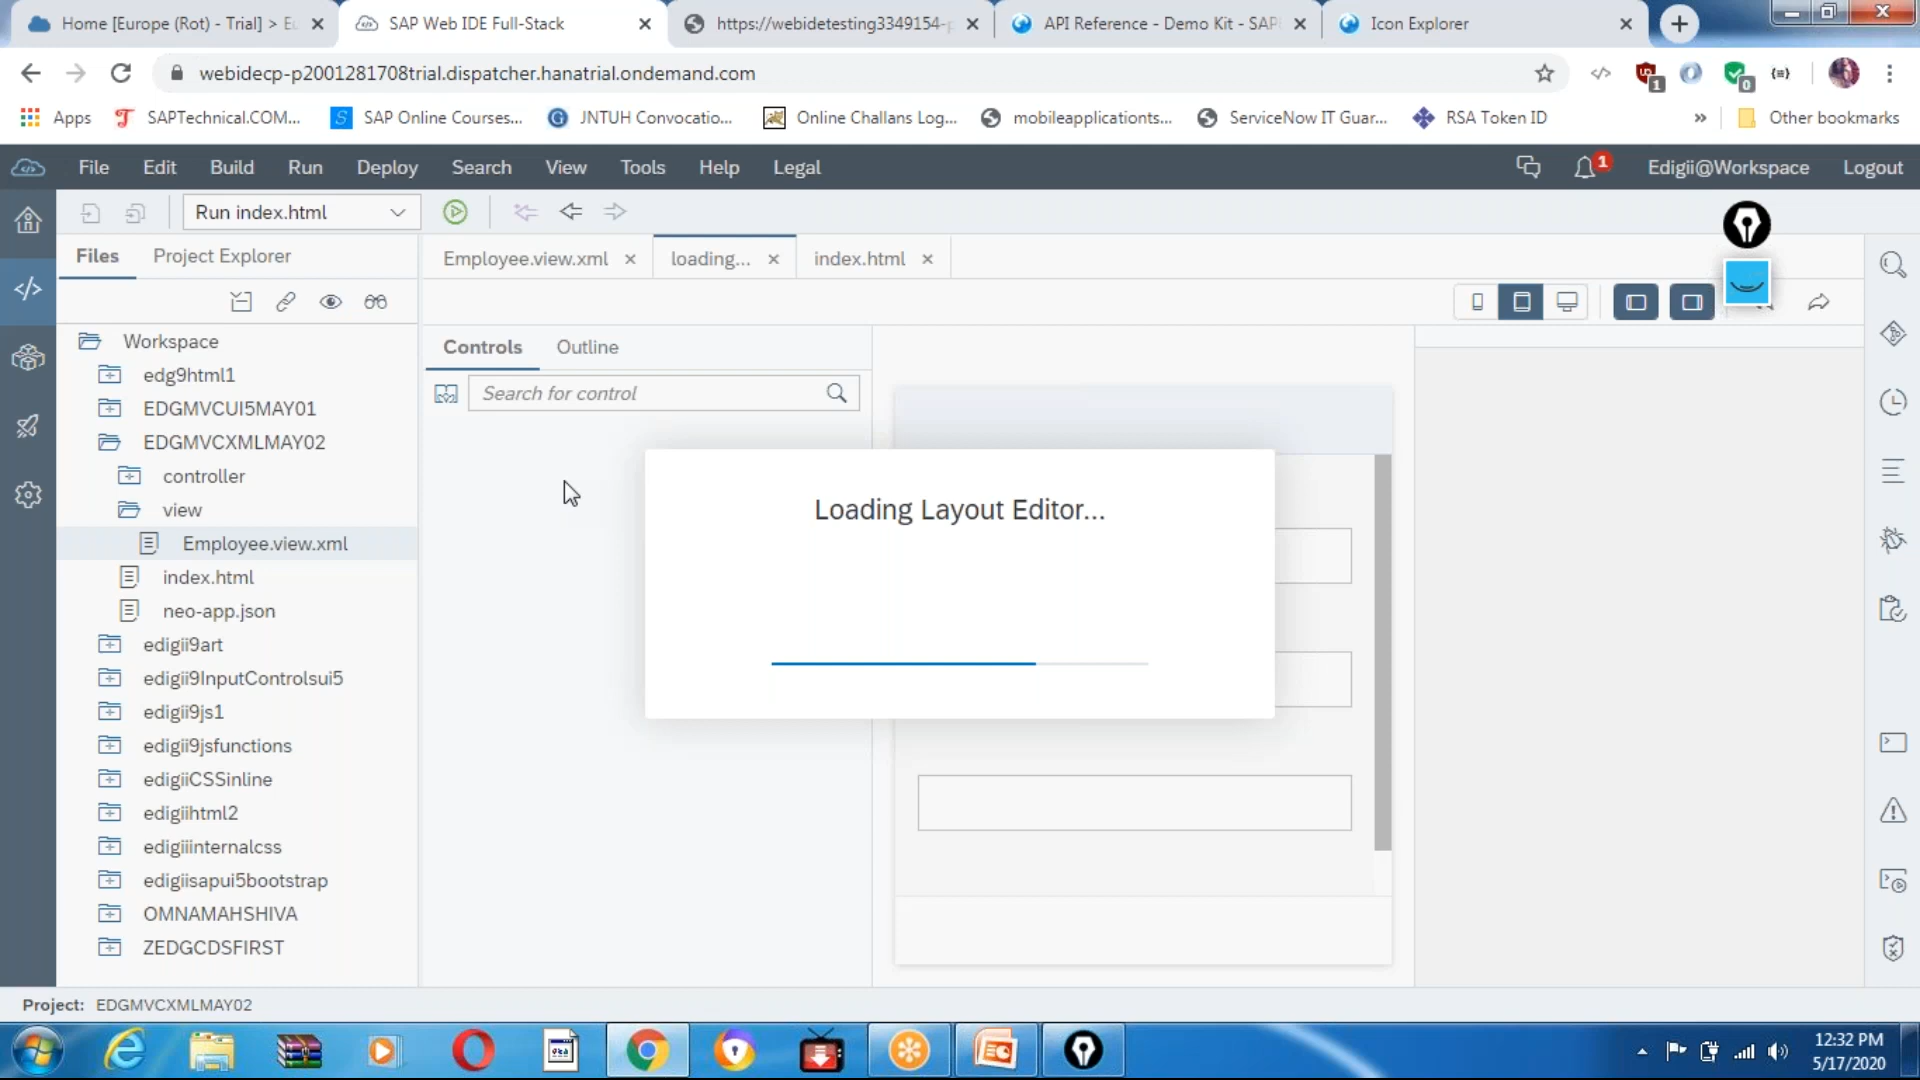 Home [Europe (Rot) - Trial] > Eu
SAP Web IDE Full-Stack
https://webidetesting3349154-p
API Reference - Demo Kit - SAPU
Icon Explorer
webidecp-p2001281708trial.dispatcher.hanatrial.ondemand.com
Apps
SAPTechnical.COM...
SAP Online Courses...
JNTUH Convocatio...
Online Challans Log...
mobileapplicationts...
ServiceNow IT Guar...
RSA Token ID
Other bookmarks
File Edit Build Run Deploy Search View Tools Help Legal
1
Edigii@Workspace
Logout
Run index.html
Files
Project Explorer
Employee.view.xml
loading...
index.html
Workspace
edg9html1
EDGMVCUI5MAY01
EDGMVCXMLMAY02
controller
view
Employee.view.xml
index.html
neo-app.json
edigii9art
edigii9InputControlsui5
edigii9js1
edigii9jsfunctions
edigiiCSSinline
edigiihtml2
edigiiinternalcss
edigiisapui5bootstrap
OMNAMAHSHIVA
ZEDGCDSFIRST
Controls
Outline
Search for control
Loading Layout Editor...
Project: EDGMVCXMLMAY02
12:32 PM
5/17/2020